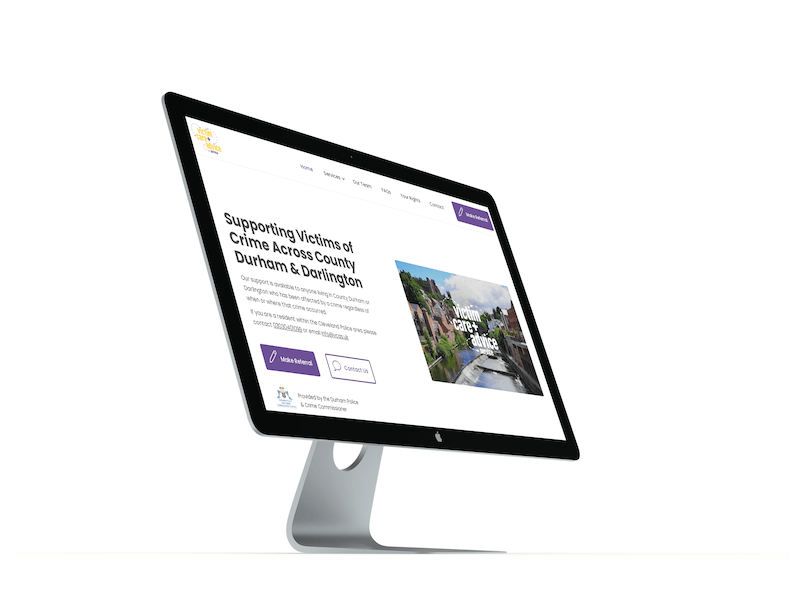 victim
care+
advice
Home
Services
Our Team
FAQs
Your Rights
Contact
Make Referral
Supporting Victims of
Crime Across County
Durham & Darlington
Our support is available to anyone living in County Durham or
Darlington who has been affected by a crime regardless of
when or where that crime occurred.
If you are a resident within the Cleveland Police area please
contact or email
Make Referral
Contact Us
Provided by the Durham Police
& Crime Commissioner
victim
care+
advice